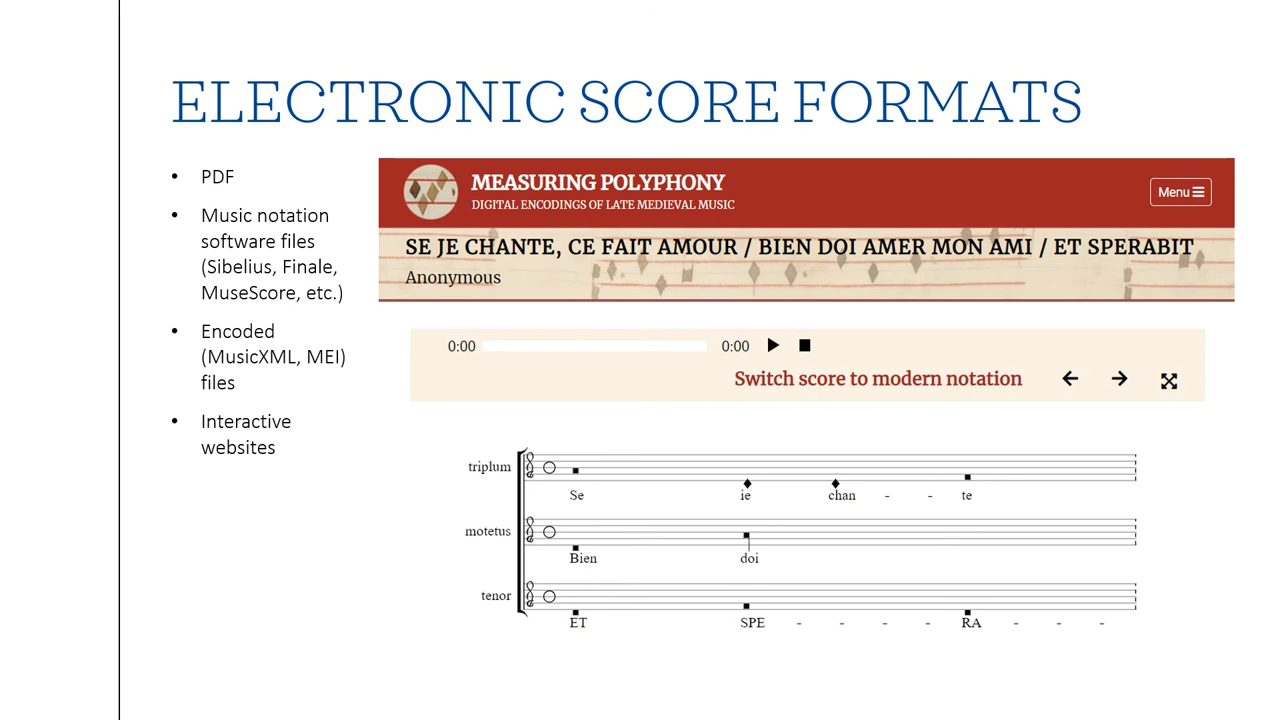 ELECTRONIC SCORE FORMATS
• PDF
• Music notation
software files
(Sibelius, Finale,
MuseScore, etc.)
• Encoded
(MusicXML, MEI)
files
• Interactive
websites
MEASURING POLYPHONY
DIGITAL ENCODINGS OF LATE MEDIEVAL MUSIC
Menu
SE JE CHANTE, CE FAIT AMOUR / BIEN DOI AMER MON AMI / ET SPERABIT
Anonymous
0:00 0:00
Switch score to modern notation
triplum
Se ie chan - - te
motetus
Bien doi
tenor
ET SPE - - - - RA - - -